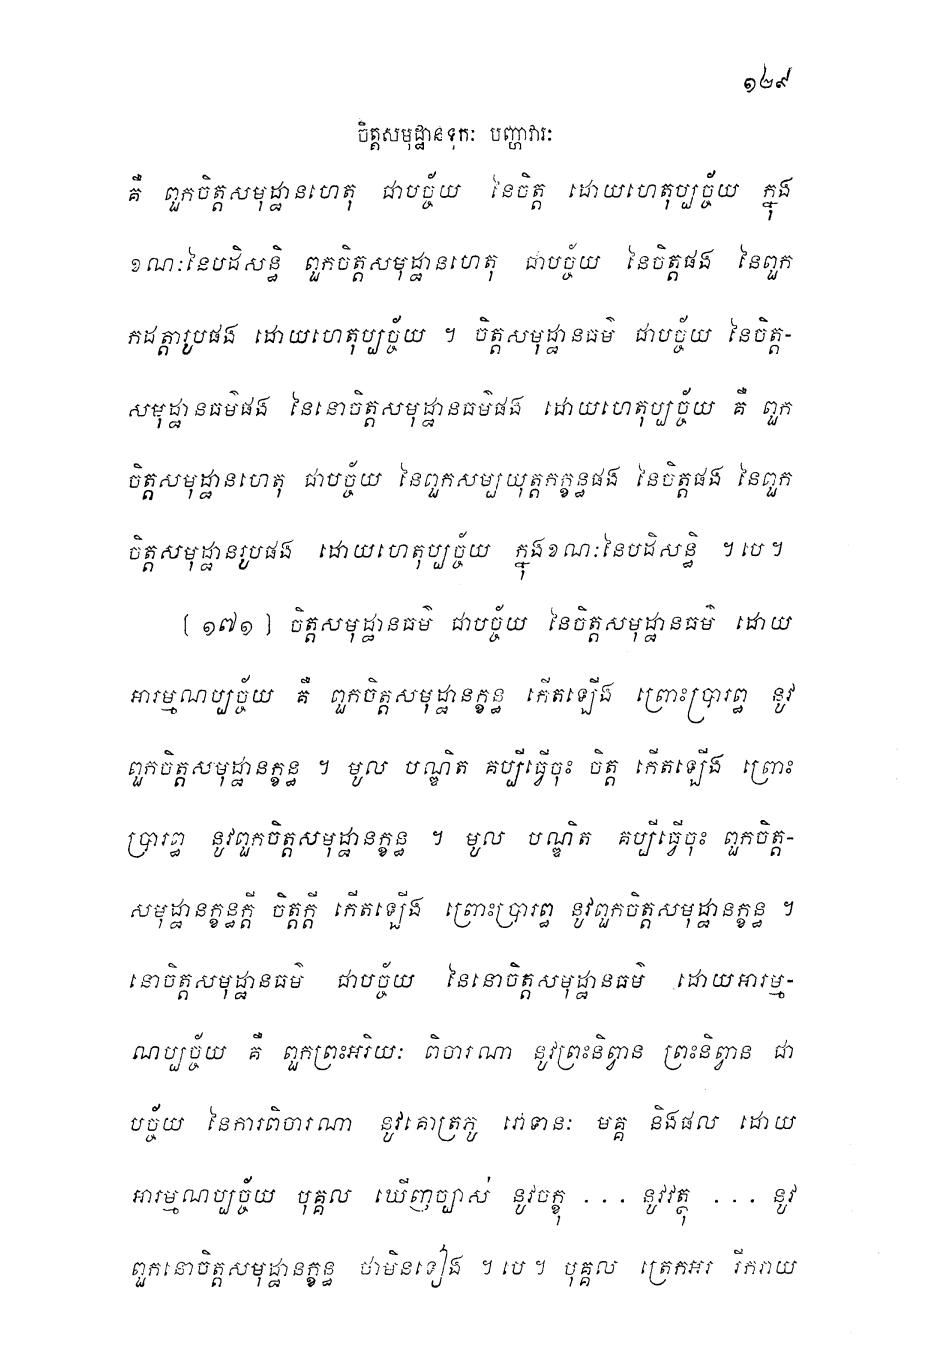 ១២៩
ចិត្តសមុដ្ឋានទុកៈ បញ្ហាវារៈ
គឺ ពួកចិត្តសមុដ្ឋានហេតុ ជាបច្ច័យ នៃចិត្ត ដោយហេតុប្បច្ច័យ ក្នុង
ខណៈនៃបដិសន្ធិ ពួកចិត្តសមុដ្ឋានហេតុ ជាបច្ច័យ នៃចិត្តផង នៃពួក
កដត្តារូបផង ដោយហេតុប្បច្ច័យ ។ ចិត្តសមុដ្ឋានធម៌ ជាបច្ច័យ នៃចិត្ត-
សមុដ្ឋានធម៌ផង នៃនោចិត្តសមុដ្ឋានធម៌ផង ដោយហេតុប្បច្ច័យ គឺ ពួក
ចិត្តសមុដ្ឋានហេតុ ជាបច្ច័យ នៃពួកសម្បយុត្តកក្ខន្ធផង នៃចិត្តផង នៃពួក
ចិត្តសមុដ្ឋានរូបផង ដោយហេតុប្បច្ច័យ ក្នុងខណៈនៃបដិសន្ធិ ។ បេ ។
[ ១៧១ ] ចិត្តសមុដ្ឋានធម៌ ជាបច្ច័យ នៃចិត្តសមុដ្ឋានធម៌ ដោយ
អារម្មណប្បច្ច័យ គឺ ពួកចិត្តសមុដ្ឋានក្ខន្ធ កើតឡើង ព្រោះប្រារព្ធ នូវ
ពួកចិត្តសមុដ្ឋានក្ខន្ធ ។ មូល បណ្ឌិត គប្បីធ្វើចុះ ចិត្ត កើតឡើង ព្រោះ
ប្រារព្ធ នូវពួកចិត្តសមុដ្ឋានក្ខន្ធ ។ មូល បណ្ឌិត គប្បីធ្វើចុះ ពួកចិត្ត-
សមុដ្ឋានក្ខន្ធក្តី ចិត្តក្តី កើតឡើង ព្រោះប្រារព្ធ នូវពួកចិត្តសមុដ្ឋានក្ខន្ធ ។
នោចិត្តសមុដ្ឋានធម៌ ជាបច្ច័យ នៃនោចិត្តសមុដ្ឋានធម៌ ដោយអារម្ម-
ណប្បច្ច័យ គឺ ពួកព្រះអរិយៈ ពិចារណា នូវព្រះនិព្វាន ព្រះនិព្វាន ជា
បច្ច័យ នៃការពិចារណា នូវគោត្រភូ វោទានៈ មគ្គ និងផល ដោយ
អារម្មណប្បច្ច័យ បុគ្គល ឃើញច្បាស់ នូវចក្ខុ . . . នូវវត្ថុ . . . នូវ
ពួកនោចិត្តសមុដ្ឋានក្ខន្ធ ថាមិនទៀង ។ បេ ។ បុគ្គល ត្រេកអរ រីករាយ